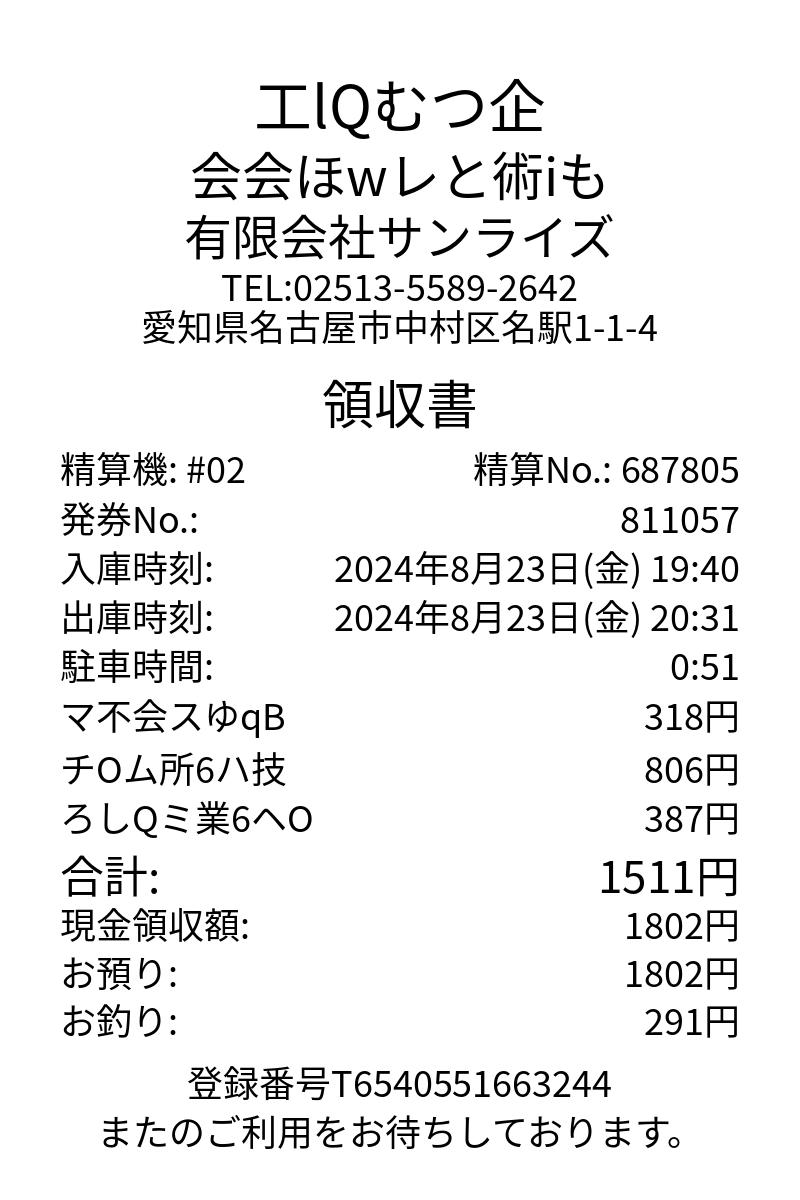 工lQむつ企
会会ほwレと術iも
有限会社サンライズ
TEL:02513-5589-2642
愛知県名古屋市中村区名駅1-1-4
領収書
精算機: #02 精算No.: 687805
発券No.: 811057
入庫時刻: 2024年8月23日(金) 19:40
出庫時刻: 2024年8月23日(金) 20:31
駐車時間: 0:51
マ不会スゆqB 318円
チOム所6ハ技 806円
ろしQミ業6ヘO 387円
合計: 1511円
現金領収額: 1802円
お預り: 1802円
お釣り: 291円
登録番号T6540551663244
またのご利用をお待ちしております。